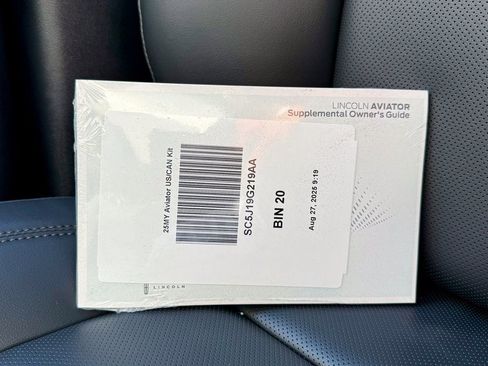 LINCOLN AVIATOR
Supplemental Owner's Guide
25MY Aviator US/CAN Kit
SC5J19G219AA
BIN 20
Aug 27, 2025 9:19
LINCOLN